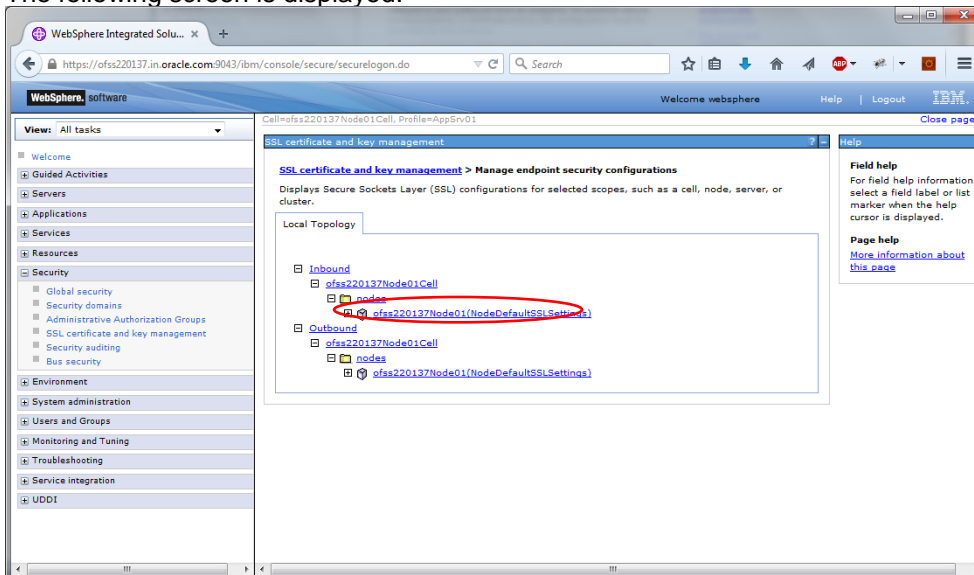 The following screen is displayed:
WebSphere Integrated Solu... × +
https://ofss220137.in.oracle.com:9043/ibm/console/secure/securelogon.do
Search
ABP
WebSphere. software
Welcome websphere
Help | Logout
IBM.
View: All tasks
Welcome
Guided Activities
Servers
Applications
Services
Resources
Security
Global security
Security domains
Administrative Authorization Groups
SSL certificate and key management
Security auditing
Bus security
Environment
System administration
Users and Groups
Monitoring and Tuning
Troubleshooting
Service integration
UDDI
Cell=ofss220137Node01Cell, Profile=AppSrv01
Close page
SSL certificate and key management
? -
SSL certificate and key management > Manage endpoint security configurations
Displays Secure Sockets Layer (SSL) configurations for selected scopes, such as a cell, node, server, or
cluster.
Local Topology
Inbound
ofss220137Node01Cell
nodes
ofss220137Node01(NodeDefaultSSLSettings)
Outbound
ofss220137Node01Cell
nodes
ofss220137Node01(NodeDefaultSSLSettings)
Help
Field help
For field help information
select a field label or list
marker when the help
cursor is displayed.
Page help
More information about
this page